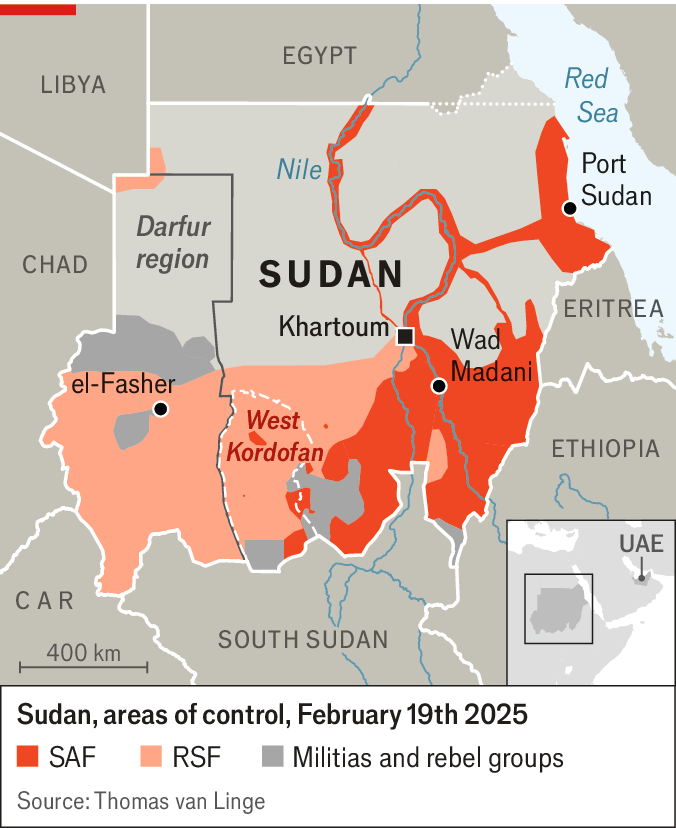 EGYPT
LIBYA
Red
Sea
Nile
Port
Sudan
Darfur
region
CHAD
SUDAN
ERITREA
Khartoum
Wad
Madani
el-Fasher
West
Kordofan
ETHIOPIA
UAE
CAR
SOUTH SUDAN
400 km
Sudan, areas of control, February 19th 2025
SAF RSF Militias and rebel groups
Source: Thomas van Linge